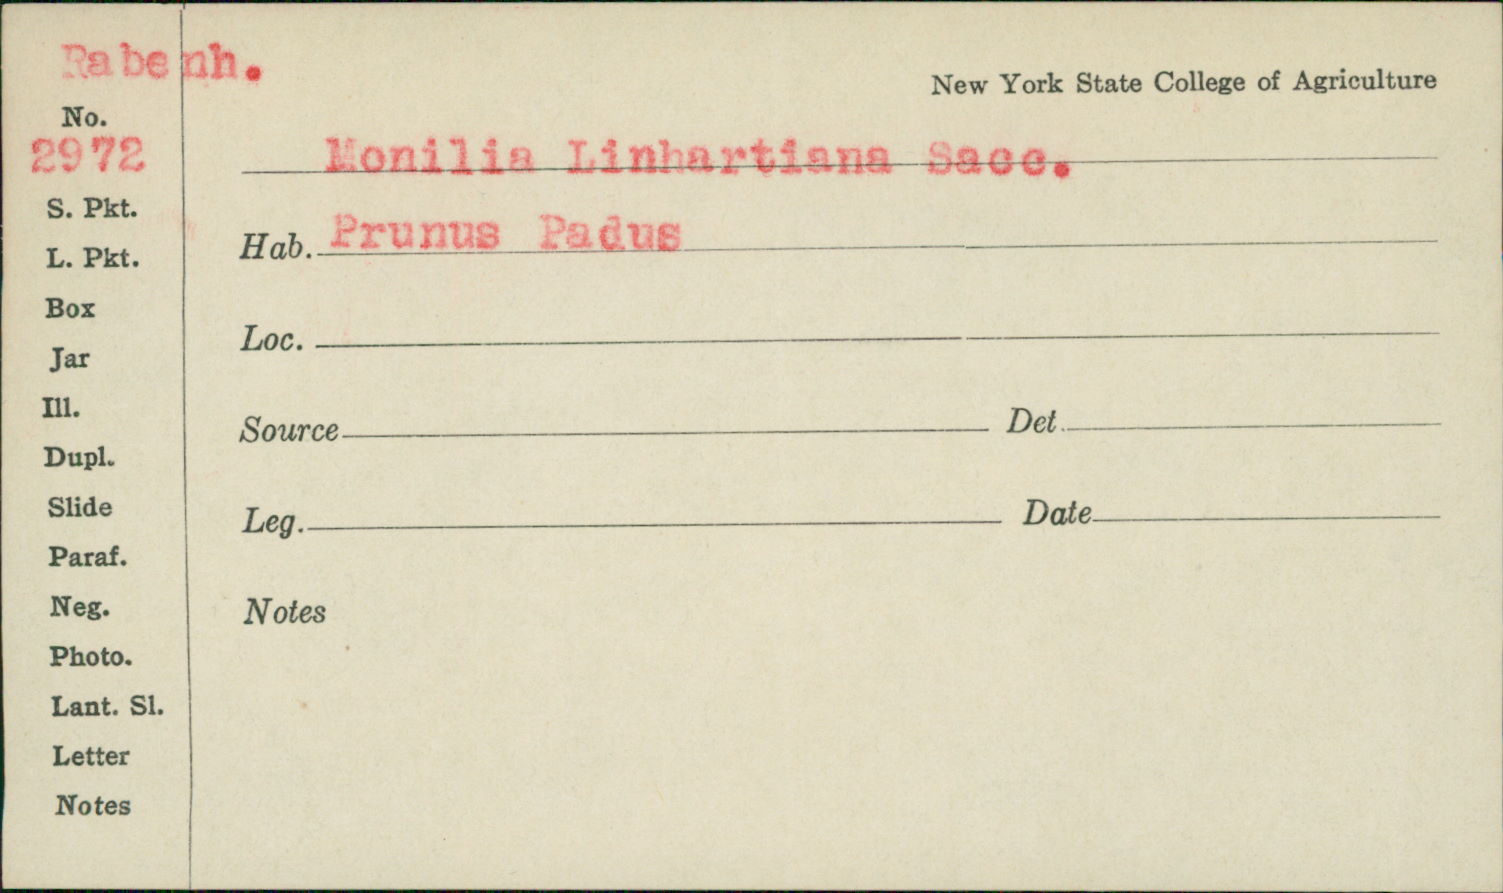 Rabenh.
New York State College of Agriculture
No.
2972
Monilia Linhartiana Sacc.
S. Pkt.
Hab. Prunus Padus
L. Pkt.
Box
Loc.
Jar
Ill.
Source Det.
Dupl.
Slide
Leg. Date
Paraf.
Neg.
Notes
Photo.
Lant. Sl.
Letter
Notes